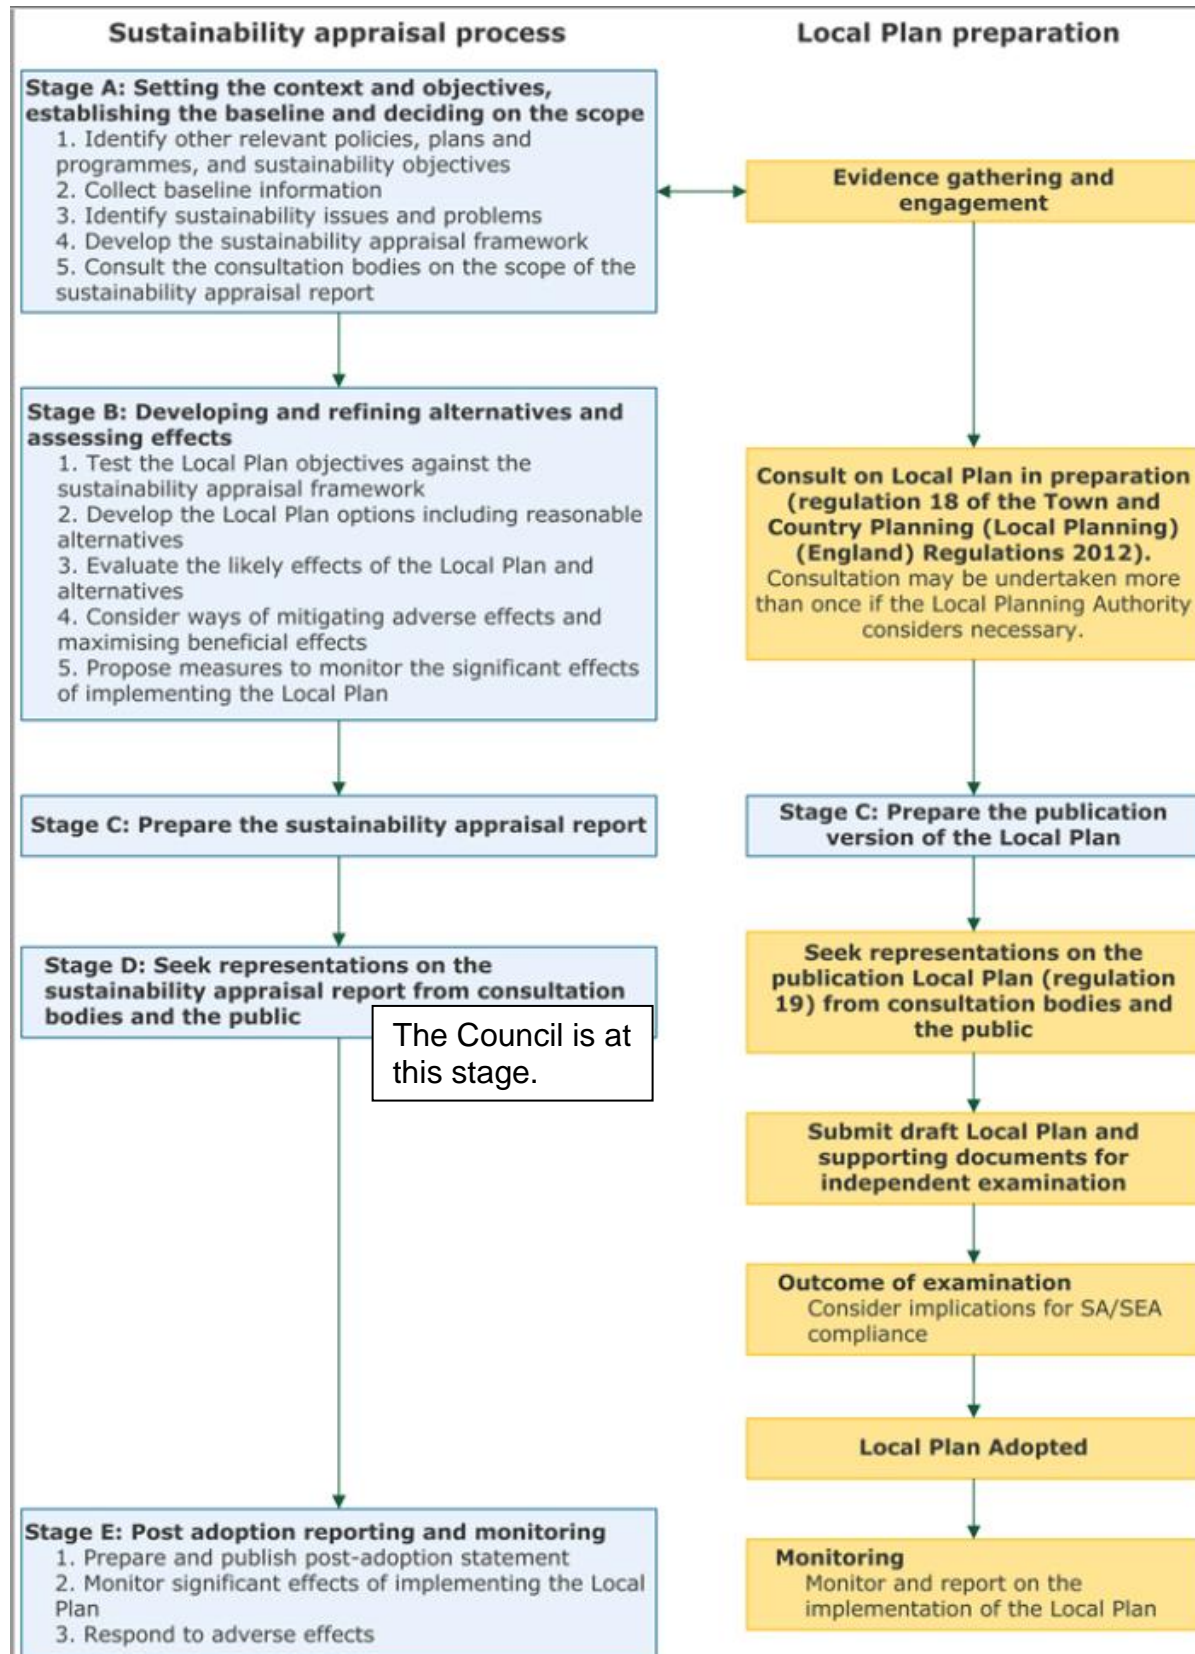 Sustainability appraisal process
Local Plan preparation
Stage A: Setting the context and objectives,
establishing the baseline and deciding on the scope
1. Identify other relevant policies, plans and
programmes, and sustainability objectives
2. Collect baseline information
3. Identify sustainability issues and problems
4. Develop the sustainability appraisal framework
5. Consult the consultation bodies on the scope of the
sustainability appraisal report
Evidence gathering and
engagement
Stage B: Developing and refining alternatives and
assessing effects
1. Test the Local Plan objectives against the
sustainability appraisal framework
2. Develop the Local Plan options including reasonable
alternatives
3. Evaluate the likely effects of the Local Plan and
alternatives
4. Consider ways of mitigating adverse effects and
maximising beneficial effects
5. Propose measures to monitor the significant effects
of implementing the Local Plan
Consult on Local Plan in preparation
(regulation 18 of the Town and
Country Planning (Local Planning)
(England) Regulations 2012).
Consultation may be undertaken more
than once if the Local Planning Authority
considers necessary.
Stage C: Prepare the sustainability appraisal report
Stage C: Prepare the publication
version of the Local Plan
Stage D: Seek representations on the
sustainability appraisal report from consultation
bodies and the public
The Council is at
this stage.
Seek representations on the
publication Local Plan (regulation
19) from consultation bodies and
the public
Submit draft Local Plan and
supporting documents for
independent examination
Outcome of examination
Consider implications for SA/SEA
compliance
Local Plan Adopted
Stage E: Post adoption reporting and monitoring
1. Prepare and publish post-adoption statement
2. Monitor significant effects of implementing the Local
Plan
3. Respond to adverse effects
Monitoring
Monitor and report on the
implementation of the Local Plan